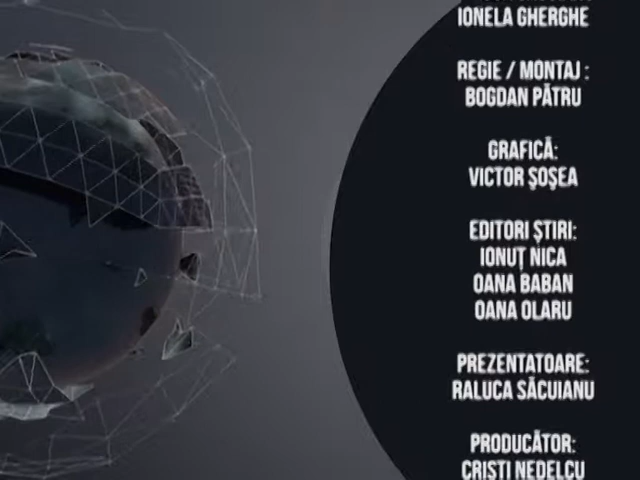 IONELA GHERGHE
REGIE / MONTAJ :
BOGDAN PĂTRU
GRAFICĂ:
VICTOR ŞOŞEA
EDITORI ŞTIRI:
IONUŢ NICA
OANA BABAN
OANA OLARU
PREZENTATOARE:
RALUCA SĂCUIANU
PRODUCĂTOR:
CRISTI NEDELCU